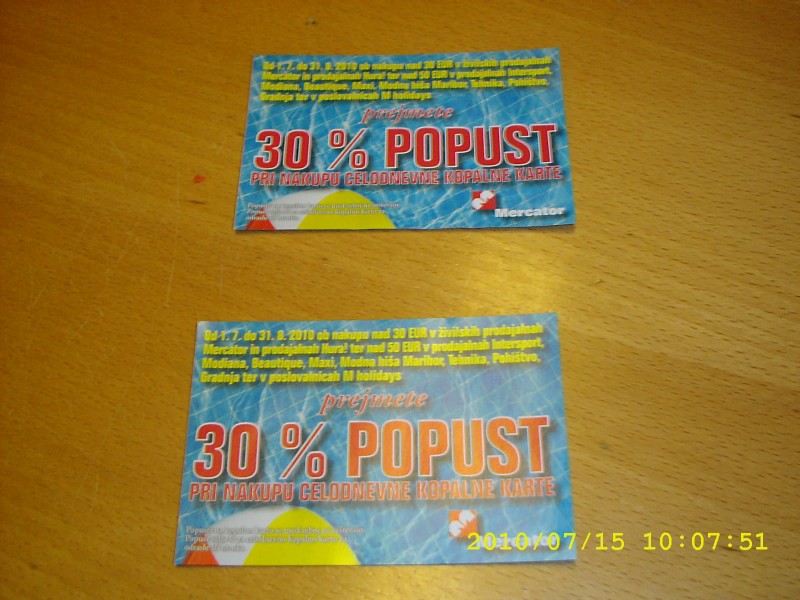 Od 1. 7. do 31. 8. 2010 ob nakupu nad 30 EUR v živilskih prodajalnah
Mercator in prodajalnah Hura! ter nad 50 EUR v prodajalnah Intersport,
Modiana, Beautique, Maxi, Modna hiša Maribor, Tehnika, Pohištvo,
Gradnja ter v poslovalnicah M holidays
prejmete
30 % POPUST
PRI NAKUPU CELODNEVNE KOPALNE KARTE
Mercator
Od 1. 7. do 31. 8. 2010 ob nakupu nad 30 EUR v živilskih prodajalnah
Mercator in prodajalnah Hura! ter nad 50 EUR v prodajalnah Intersport,
Modiana, Beautique, Maxi, Modna hiša Maribor, Tehnika, Pohištvo,
Gradnja ter v poslovalnicah M holidays
prejmete
30 % POPUST
PRI NAKUPU CELODNEVNE KOPALNE KARTE
Mercator
2010/07/15 10:07:51